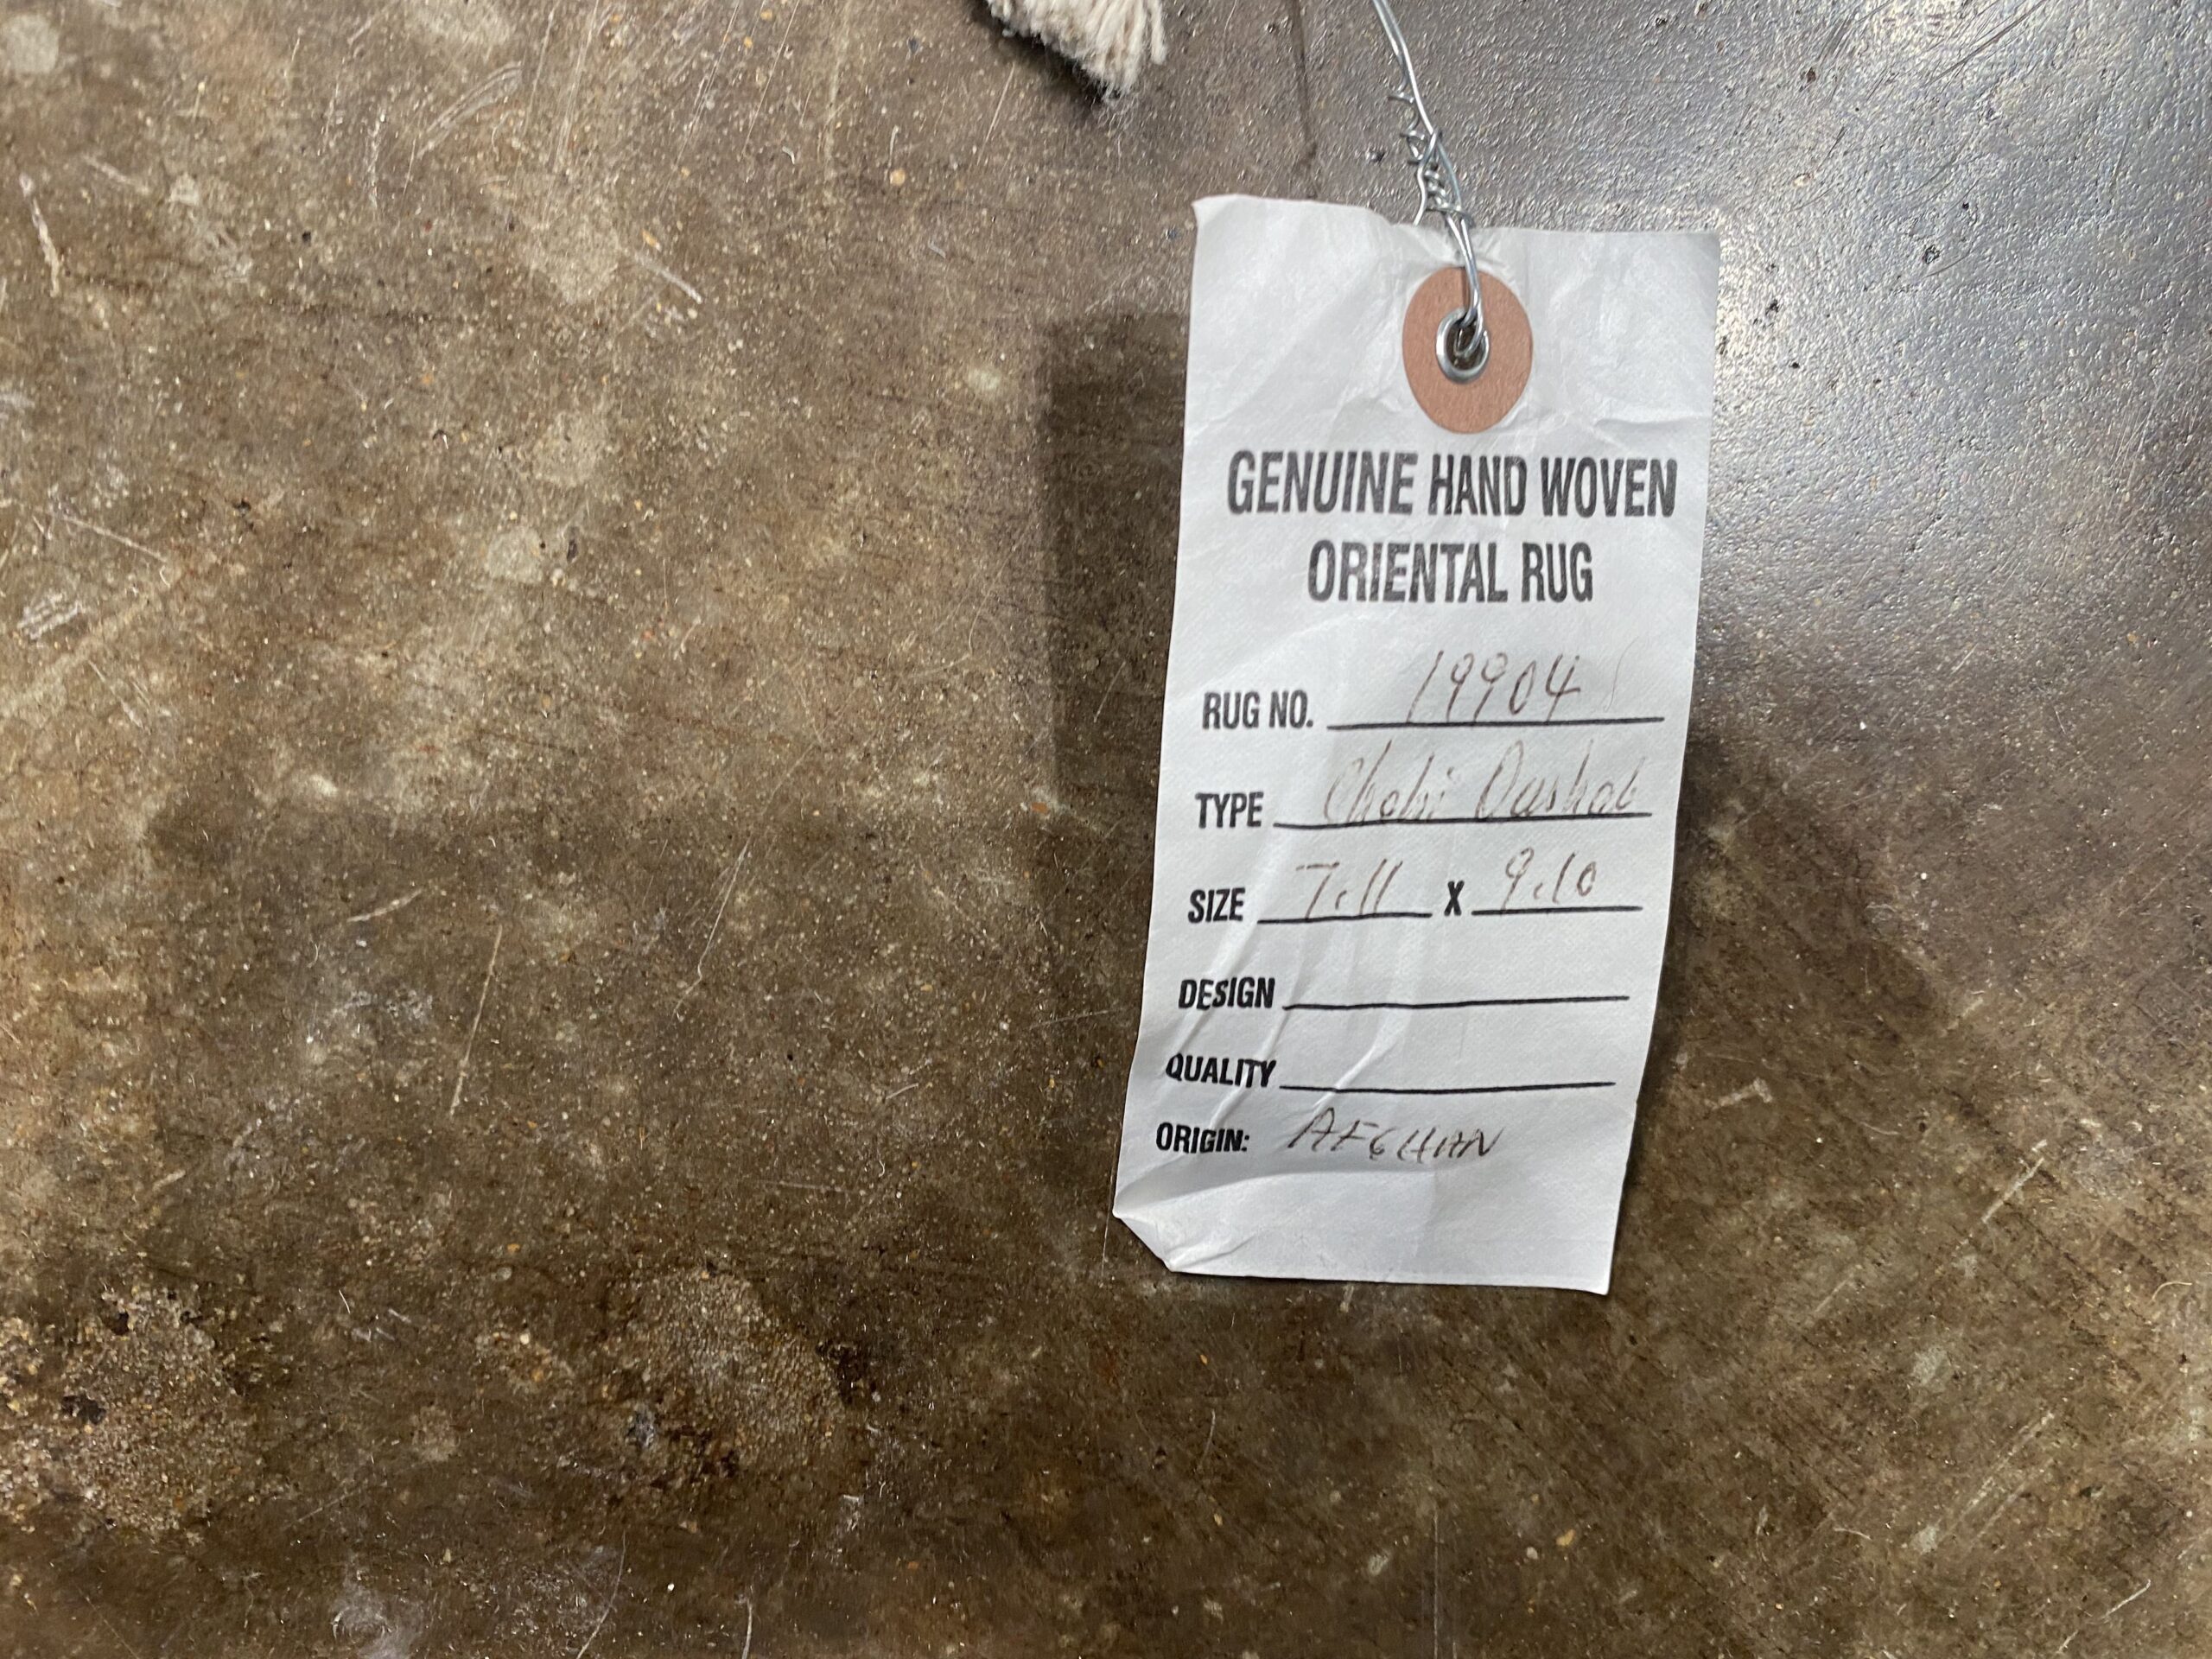 GENUINE HAND WOVEN
ORIENTAL RUG
RUG NO. 19904
TYPE Chobi Dashab
SIZE 7.11 X 9.10
DESIGN
QUALITY
ORIGIN: AFGHAN